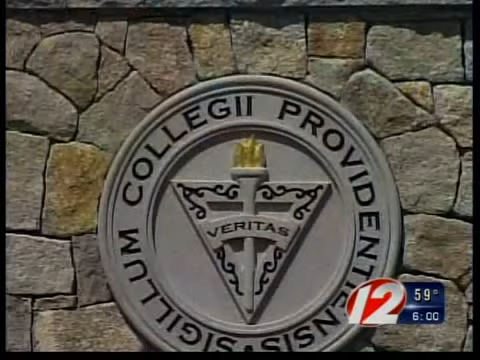 SIGILLUM COLLEGII PROVIDENTIENSIS
VERITAS
12
59°
6:00